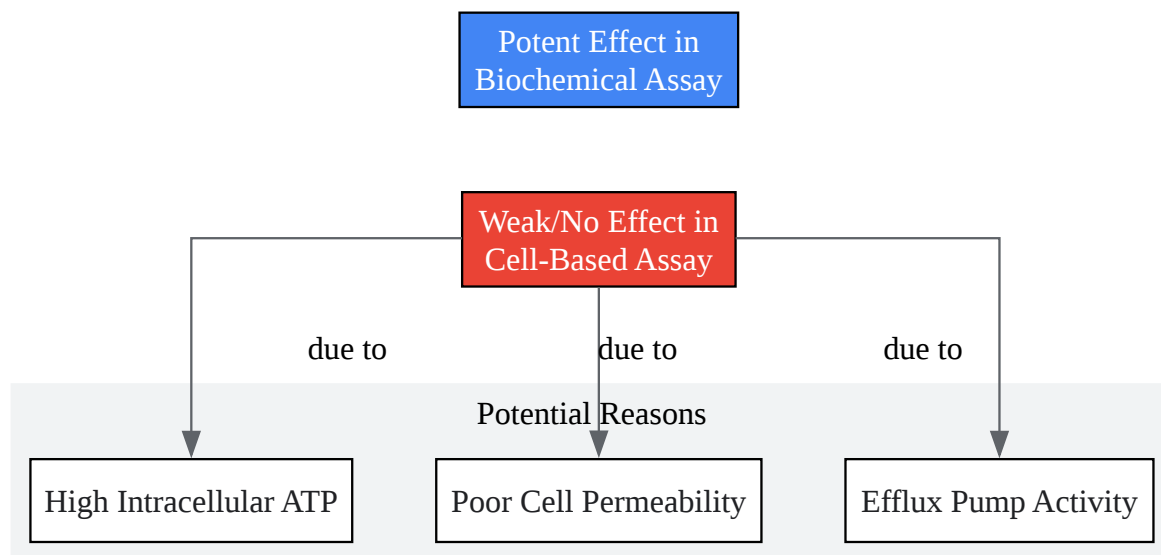 Potent Effect in
Biochemical Assay
Weak/No Effect in
Cell-Based Assay
due to
due to
due to
Potential Reasons
High Intracellular ATP
Poor Cell Permeability
Efflux Pump Activity